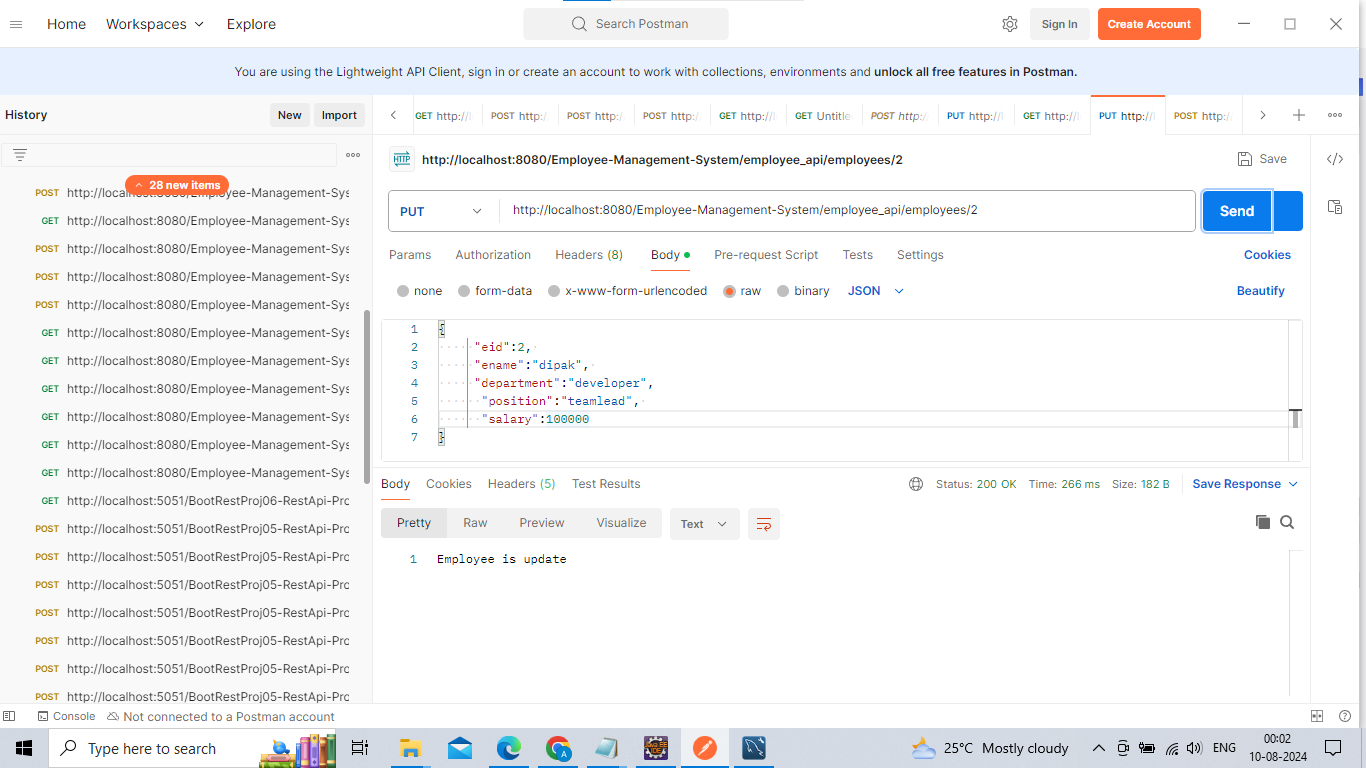 Home Workspaces Explore Search Postman Sign In Create Account
You are using the Lightweight API Client, sign in or create an account to work with collections, environments and unlock all free features in Postman.
History New Import
28 new items
POST http://localhost:8080/Employee-Management-Sys
GET http://localhost:8080/Employee-Management-Sys
POST http://localhost:8080/Employee-Management-Sys
POST http://localhost:8080/Employee-Management-Sys
POST http://localhost:8080/Employee-Management-Sys
GET http://localhost:8080/Employee-Management-Sys
GET http://localhost:8080/Employee-Management-Sys
GET http://localhost:8080/Employee-Management-Sys
GET http://localhost:8080/Employee-Management-Sys
GET http://localhost:8080/Employee-Management-Sys
GET http://localhost:8080/Employee-Management-Sys
GET http://localhost:5051/BootRestProj06-RestApi-Pro
POST http://localhost:5051/BootRestProj05-RestApi-Pro
POST http://localhost:5051/BootRestProj05-RestApi-Pro
POST http://localhost:5051/BootRestProj05-RestApi-Pro
POST http://localhost:5051/BootRestProj05-RestApi-Pro
POST http://localhost:5051/BootRestProj05-RestApi-Pro
POST http://localhost:5051/BootRestProj05-RestApi-Pro
POST http://localhost:5051/BootRestProj05-RestApi-Pro
GET http://l POST http:/ POST http:/ POST http:/ GET http://l GET Untitle POST http:/ PUT http://l GET http://l PUT http://l POST http:/
HTTP http://localhost:8080/Employee-Management-System/employee_api/employees/2 Save
PUT http://localhost:8080/Employee-Management-System/employee_api/employees/2 Send
Params Authorization Headers (8) Body Pre-request Script Tests Settings Cookies
none form-data x-www-form-urlencoded raw binary JSON Beautify
1 {
2 "eid":2,
3 "ename":"dipak",
4 "department":"developer",
5 "position":"teamlead",
6 "salary":100000
7 }
Body Cookies Headers (5) Test Results Status: 200 OK Time: 266 ms Size: 182 B Save Response
Pretty Raw Preview Visualize Text
1 Employee is update
Console Not connected to a Postman account
Type here to search 25°C Mostly cloudy ENG 00:02
10-08-2024